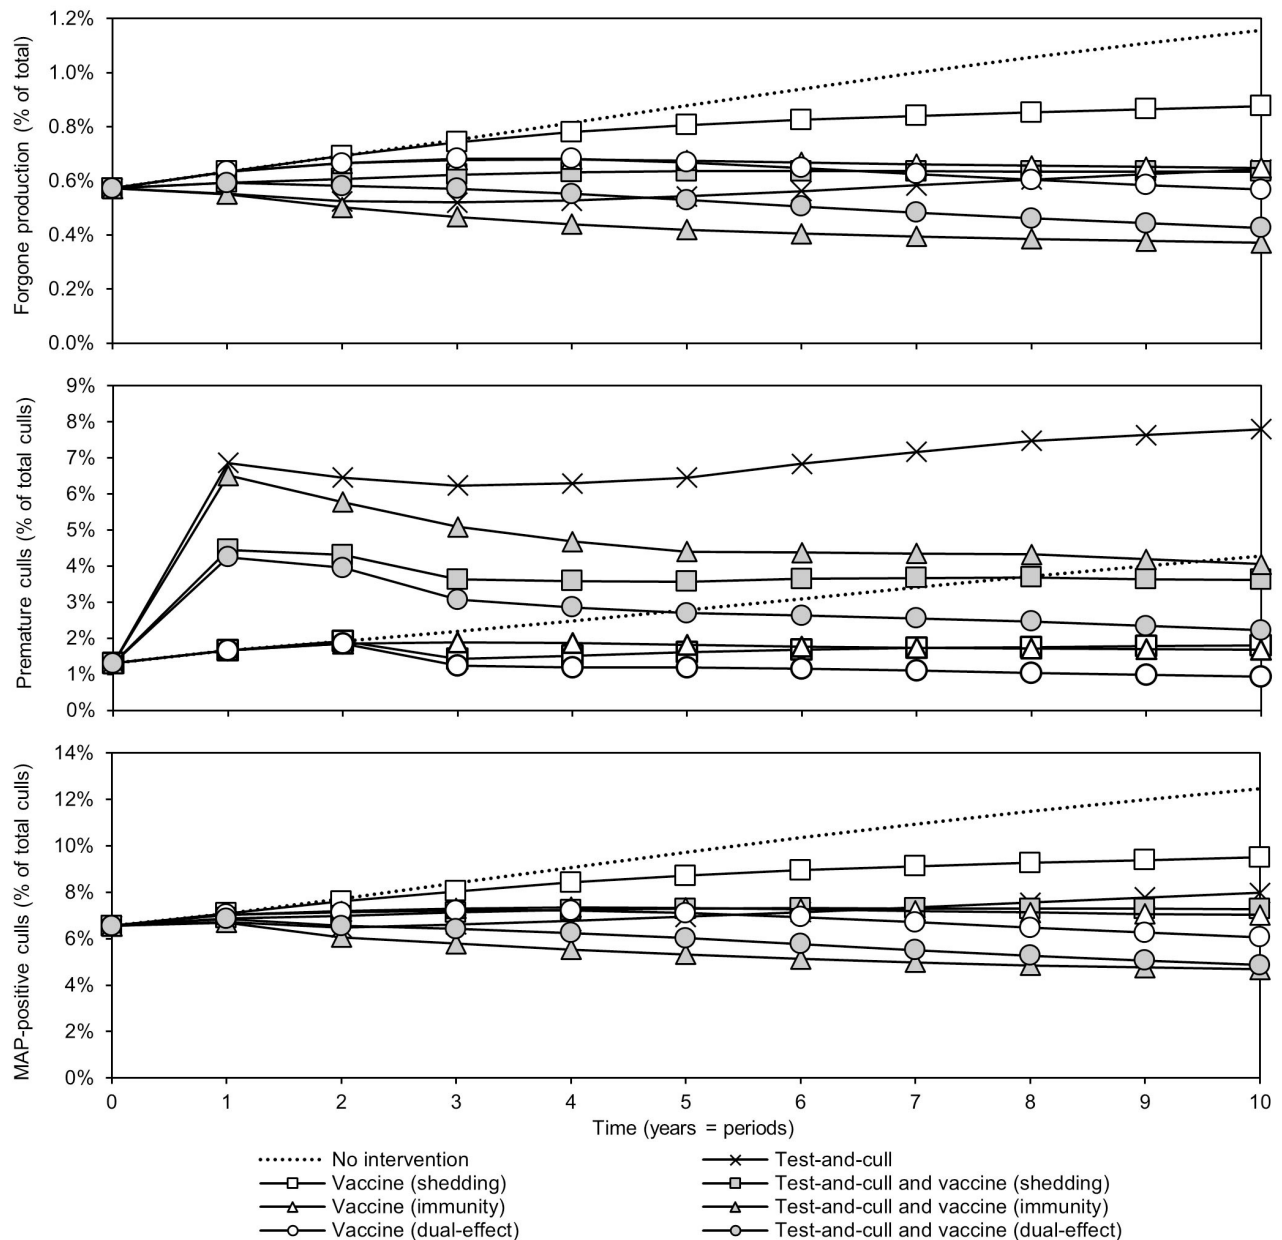 Forgone production (% of total)
1.2%
1.0%
0.8%
0.6%
0.4%
0.2%
0.0%
Premature culls (% of total culls)
9%
8%
7%
6%
5%
4%
3%
2%
1%
0%
MAP-positive culls (% of total culls)
14%
12%
10%
8%
6%
4%
2%
0%
0 1 2 3 4 5 6 7 8 9 10
Time (years = periods)
No intervention Test-and-cull
Vaccine (shedding) Test-and-cull and vaccine (shedding)
Vaccine (immunity) Test-and-cull and vaccine (immunity)
Vaccine (dual-effect) Test-and-cull and vaccine (dual-effect)